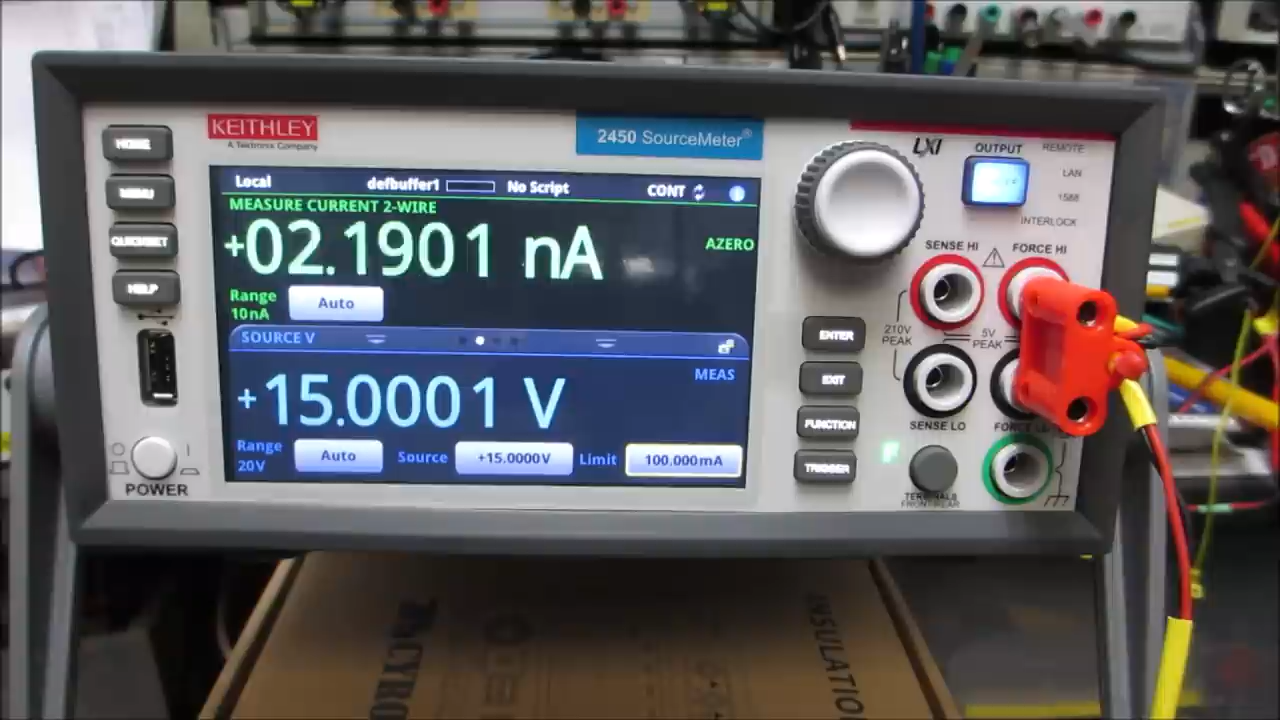 KEITHLEY
A Tektronix Company
2450 SourceMeter®
LXI
OUTPUT
REMOTE
LAN
1588
INTERLOCK
HOME
MENU
QUICKSET
HELP
Local defbuffer1 No Script CONT
MEASURE CURRENT 2-WIRE
+02.1901 nA
AZERO
Range
10nA
Auto
SOURCE V
+15.0001 V
MEAS
Range
20V
Auto
Source +15.0000V
Limit 100.000mA
POWER
ENTER
EXIT
FUNCTION
TRIGGER
SENSE HI
FORCE HI
210V
PEAK
5V
PEAK
SENSE LO
FORCE
TERMINALS
FRONT/REAR
INSULATIO